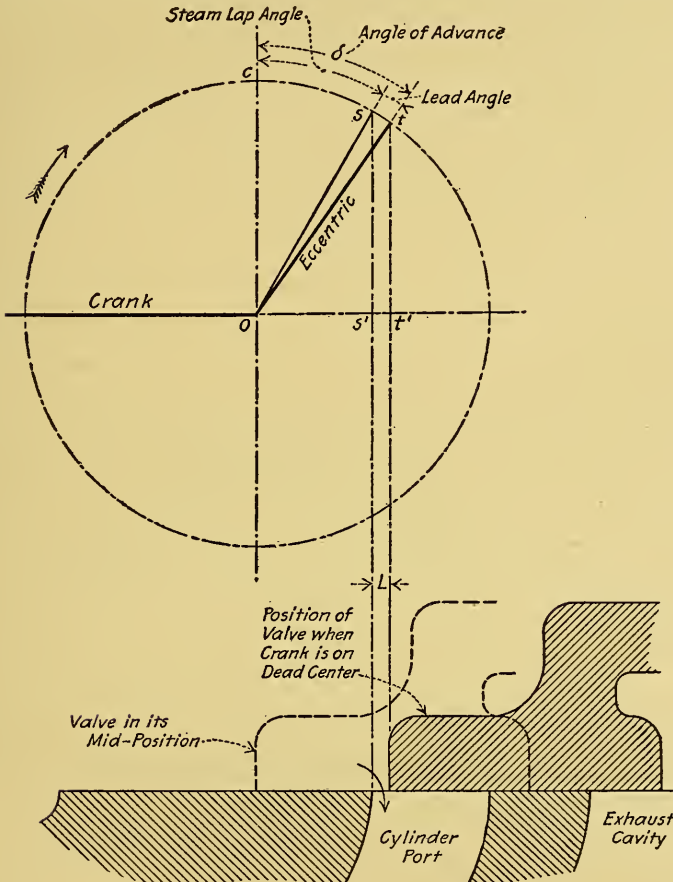 Steam Lap Angle
δ
Angle of Advance
c
Lead Angle
s
t
Eccentric
Crank
o
s'
t'
L
Position of
Valve when
Crank is on
Dead Center
Valve in its
Mid-Position
Cylinder
Port
Exhaust
Cavity